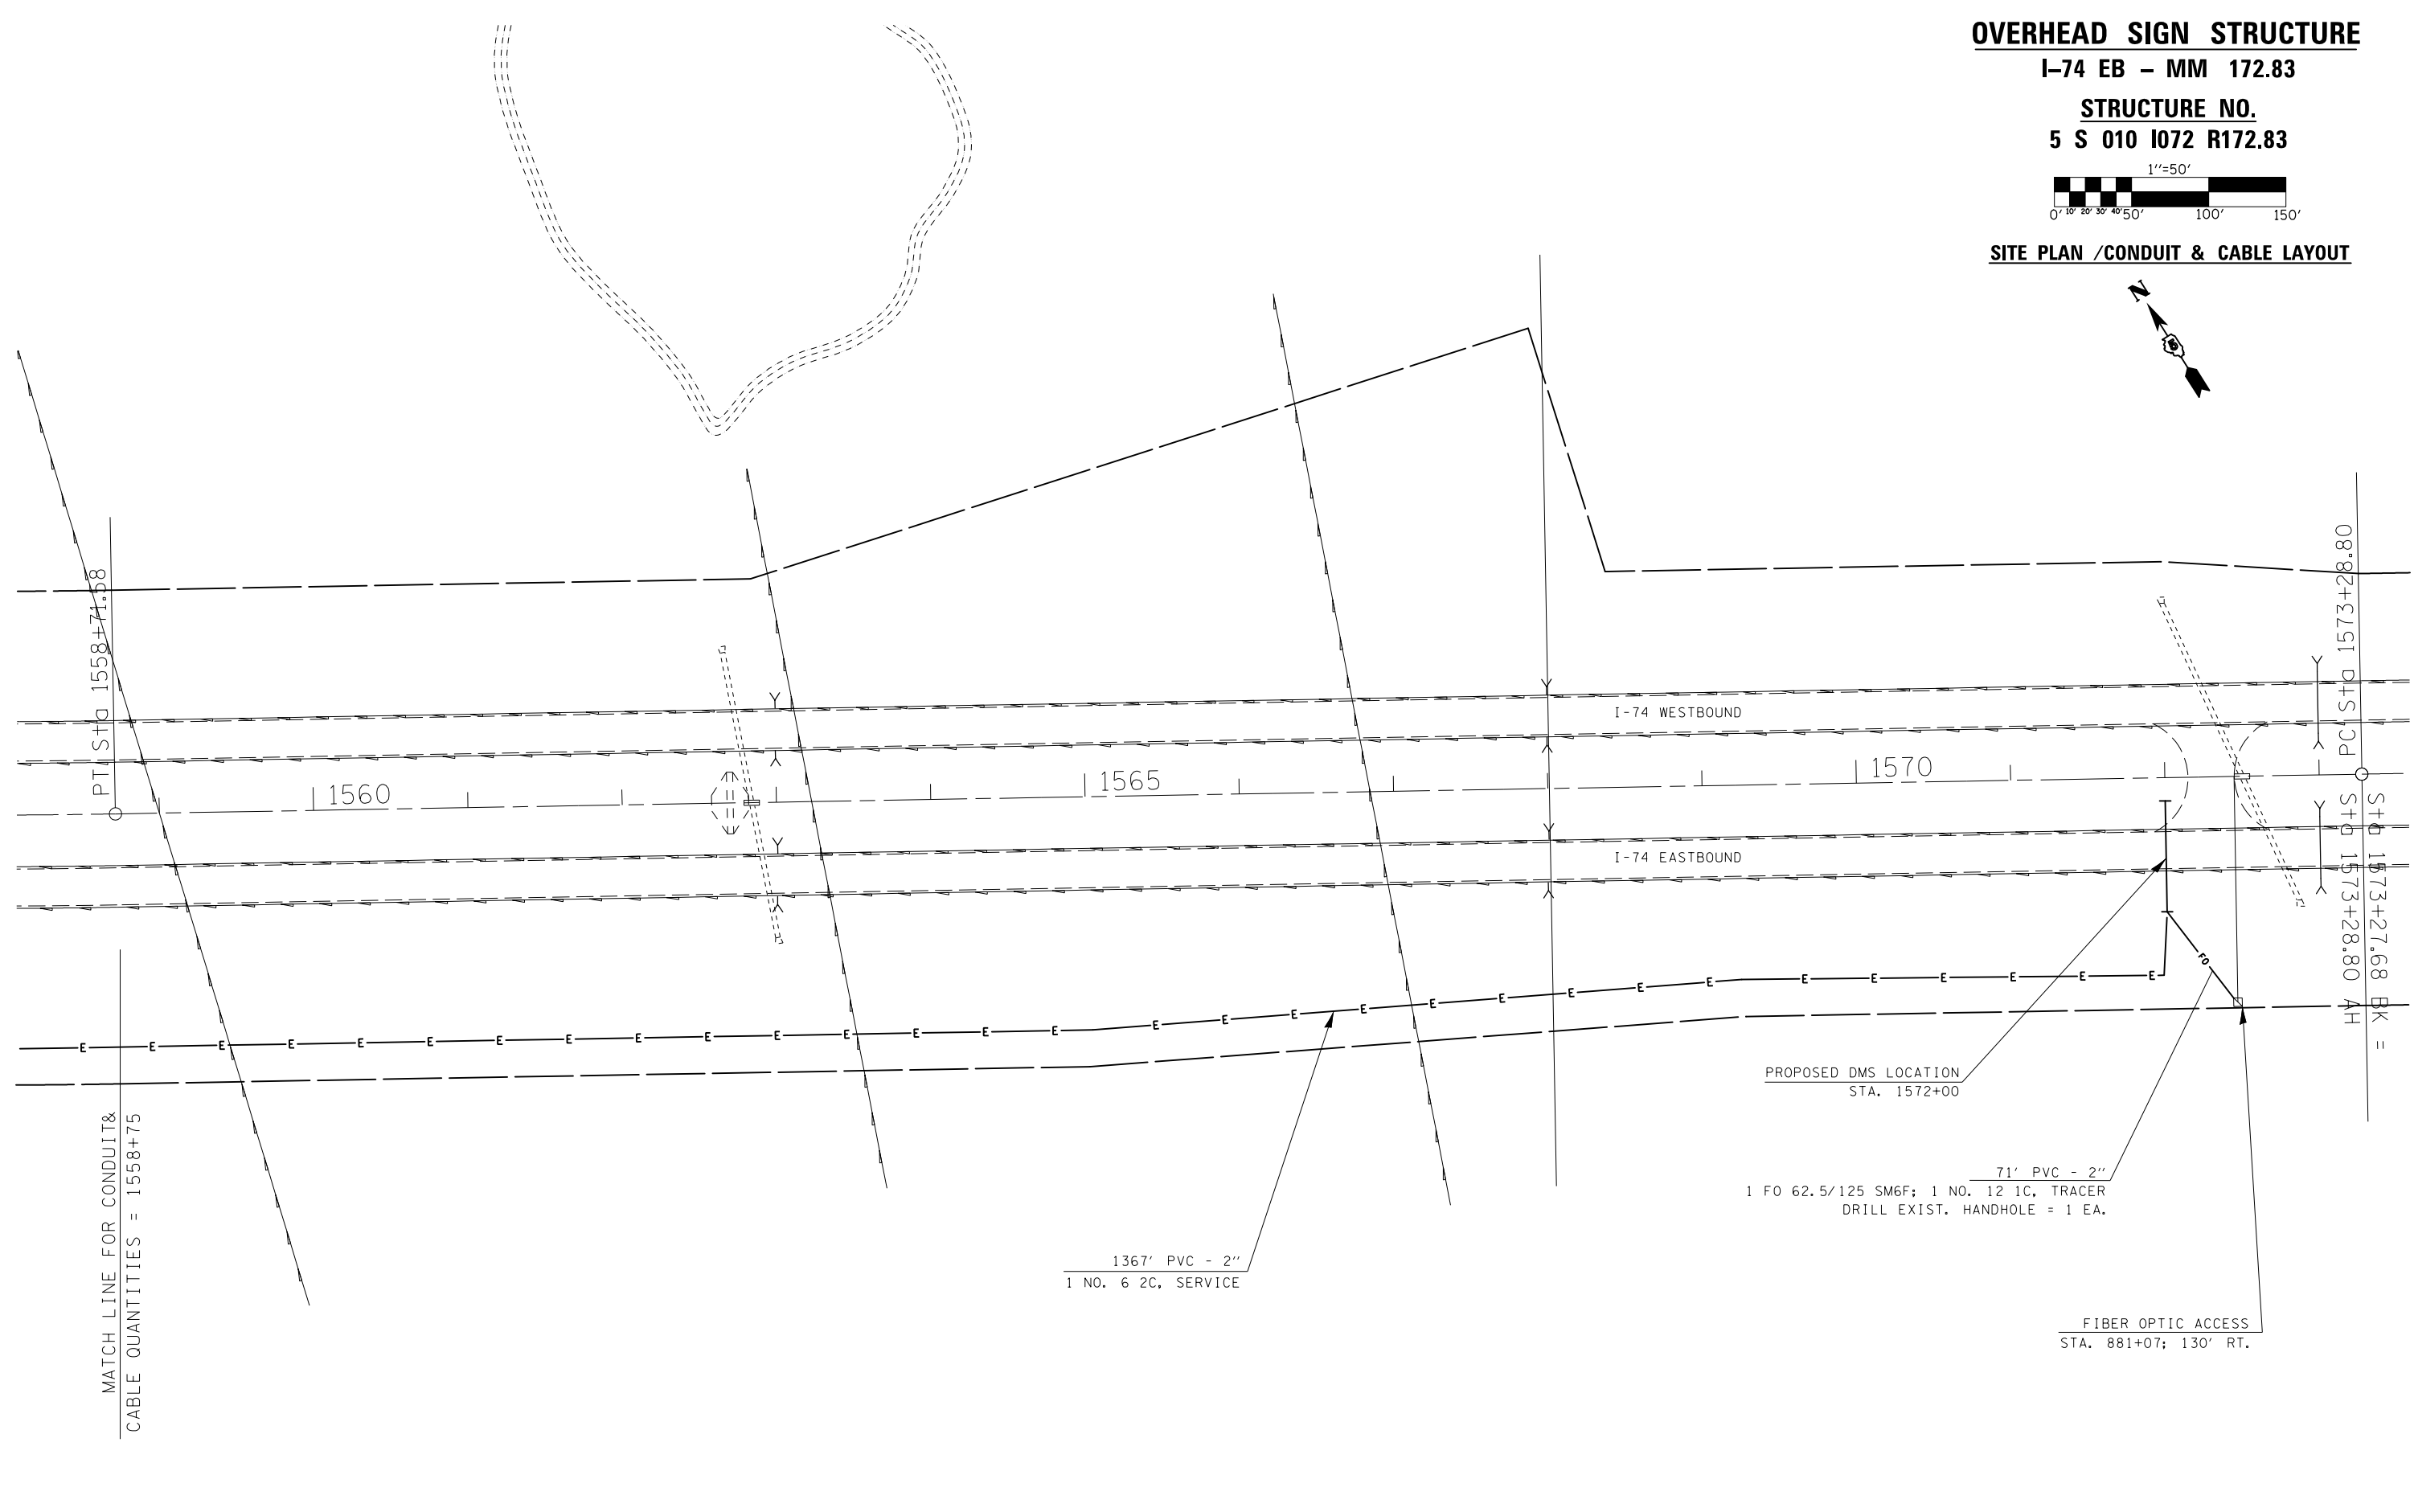 OVERHEAD SIGN STRUCTURE
I-74 EB - MM 172.83
STRUCTURE NO.
5 S 010 I072 R172.83
1''=50'
0' 10' 20' 30' 40' 50' 100' 150'
SITE PLAN /CONDUIT & CABLE LAYOUT
N
5
PT Sta 1558+71.58
PC Sta 1573+28.80
I-74 WESTBOUND
1560
1565
1570
I-74 EASTBOUND
Sta 1573+27.68 BK =
Sta 1573+28.80 AH
FO
E E E E E E E E E E E E E E E E E E E E E E E E E E E E E E E
PROPOSED DMS LOCATION
STA. 1572+00
71' PVC - 2''
1 FO 62.5/125 SM6F; 1 NO. 12 1C, TRACER
DRILL EXIST. HANDHOLE = 1 EA.
1367' PVC - 2''
1 NO. 6 2C, SERVICE
FIBER OPTIC ACCESS
STA. 881+07; 130' RT.
MATCH LINE FOR CONDUIT&
CABLE QUANTITIES = 1558+75